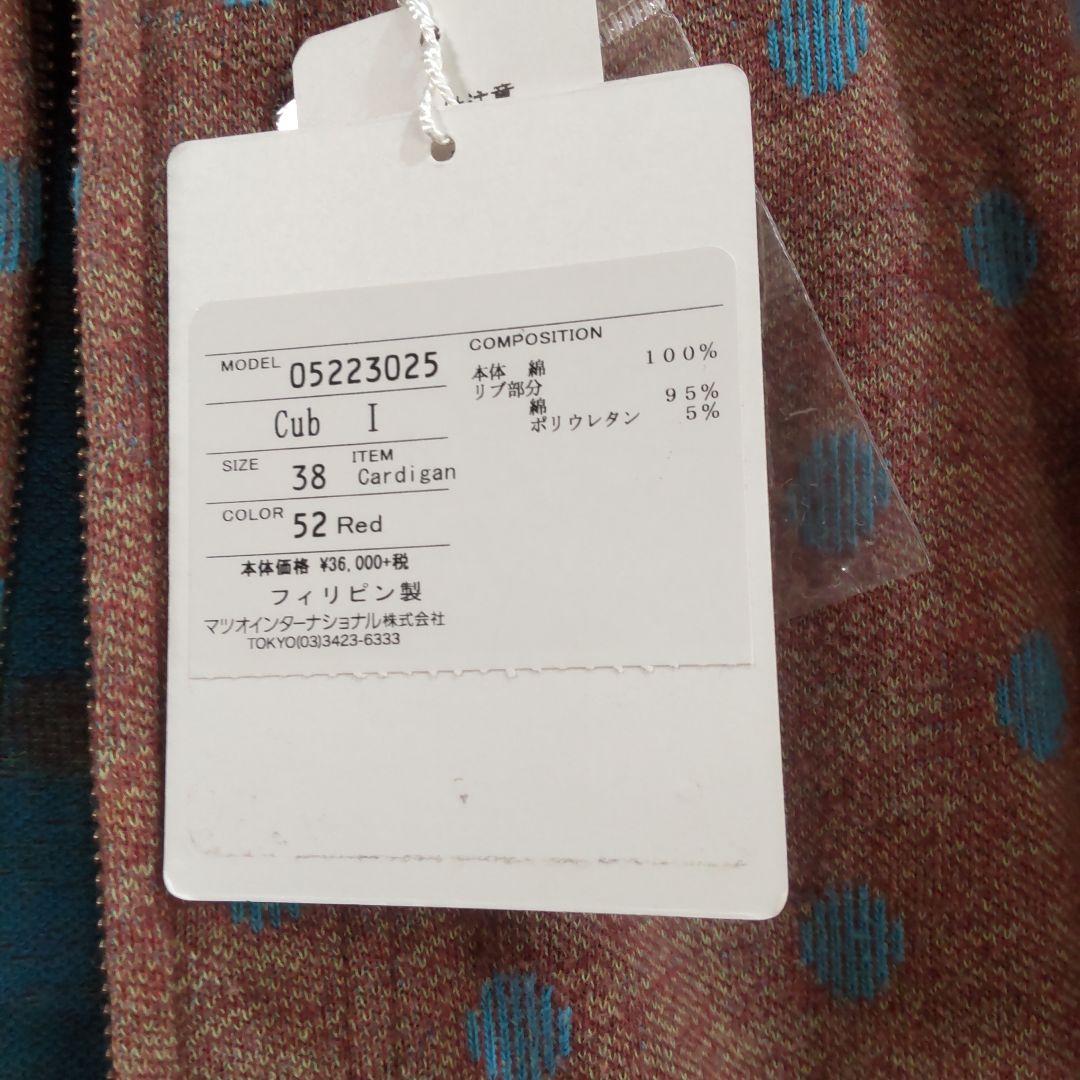 注意
MODEL 05223025
Cub I
SIZE 38 ITEM Cardigan
COLOR 52 Red
本体価格 ¥36,000+税
フィリピン製
マツオインターナショナル株式会社
TOKYO(03)3423-6333
COMPOSITION
本体 綿 100%
リブ部分
綿 95%
ポリウレタン 5%